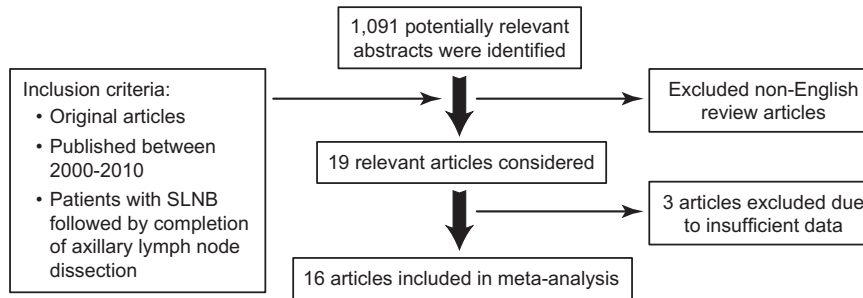 1,091 potentially relevant
abstracts were identified
Inclusion criteria:
• Original articles
• Published between
2000-2010
• Patients with SLNB
followed by completion
of axillary lymph node
dissection
Excluded non-English
review articles
19 relevant articles considered
3 articles excluded due
to insufficient data
16 articles included in meta-analysis